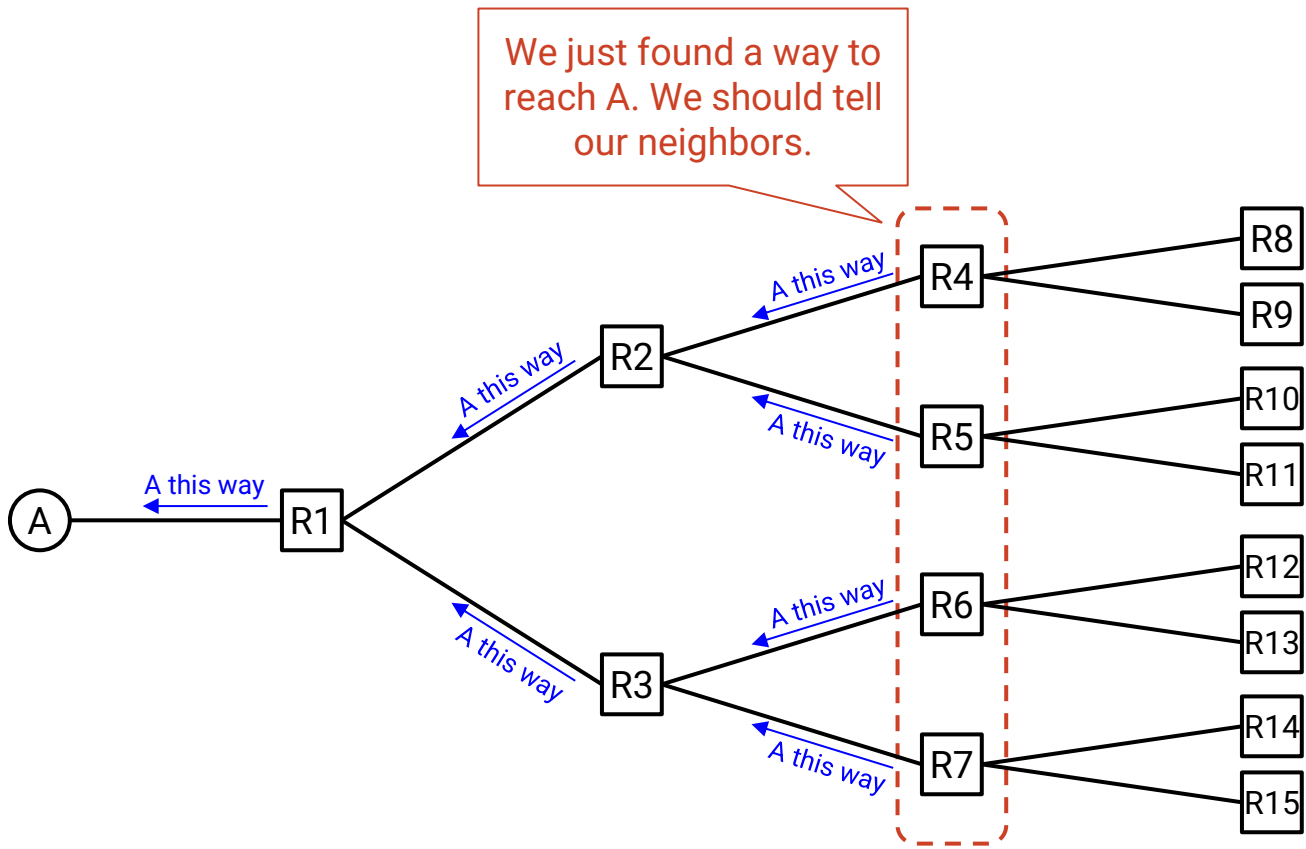 We just found a way to
reach A. We should tell
our neighbors.
R8
A this way
R4
R9
R2
A this way
R10
A this way
R5
R11
A this way
A
R1
R12
A this way
R6
R13
A this way
R3
R14
A this way
R7
R15